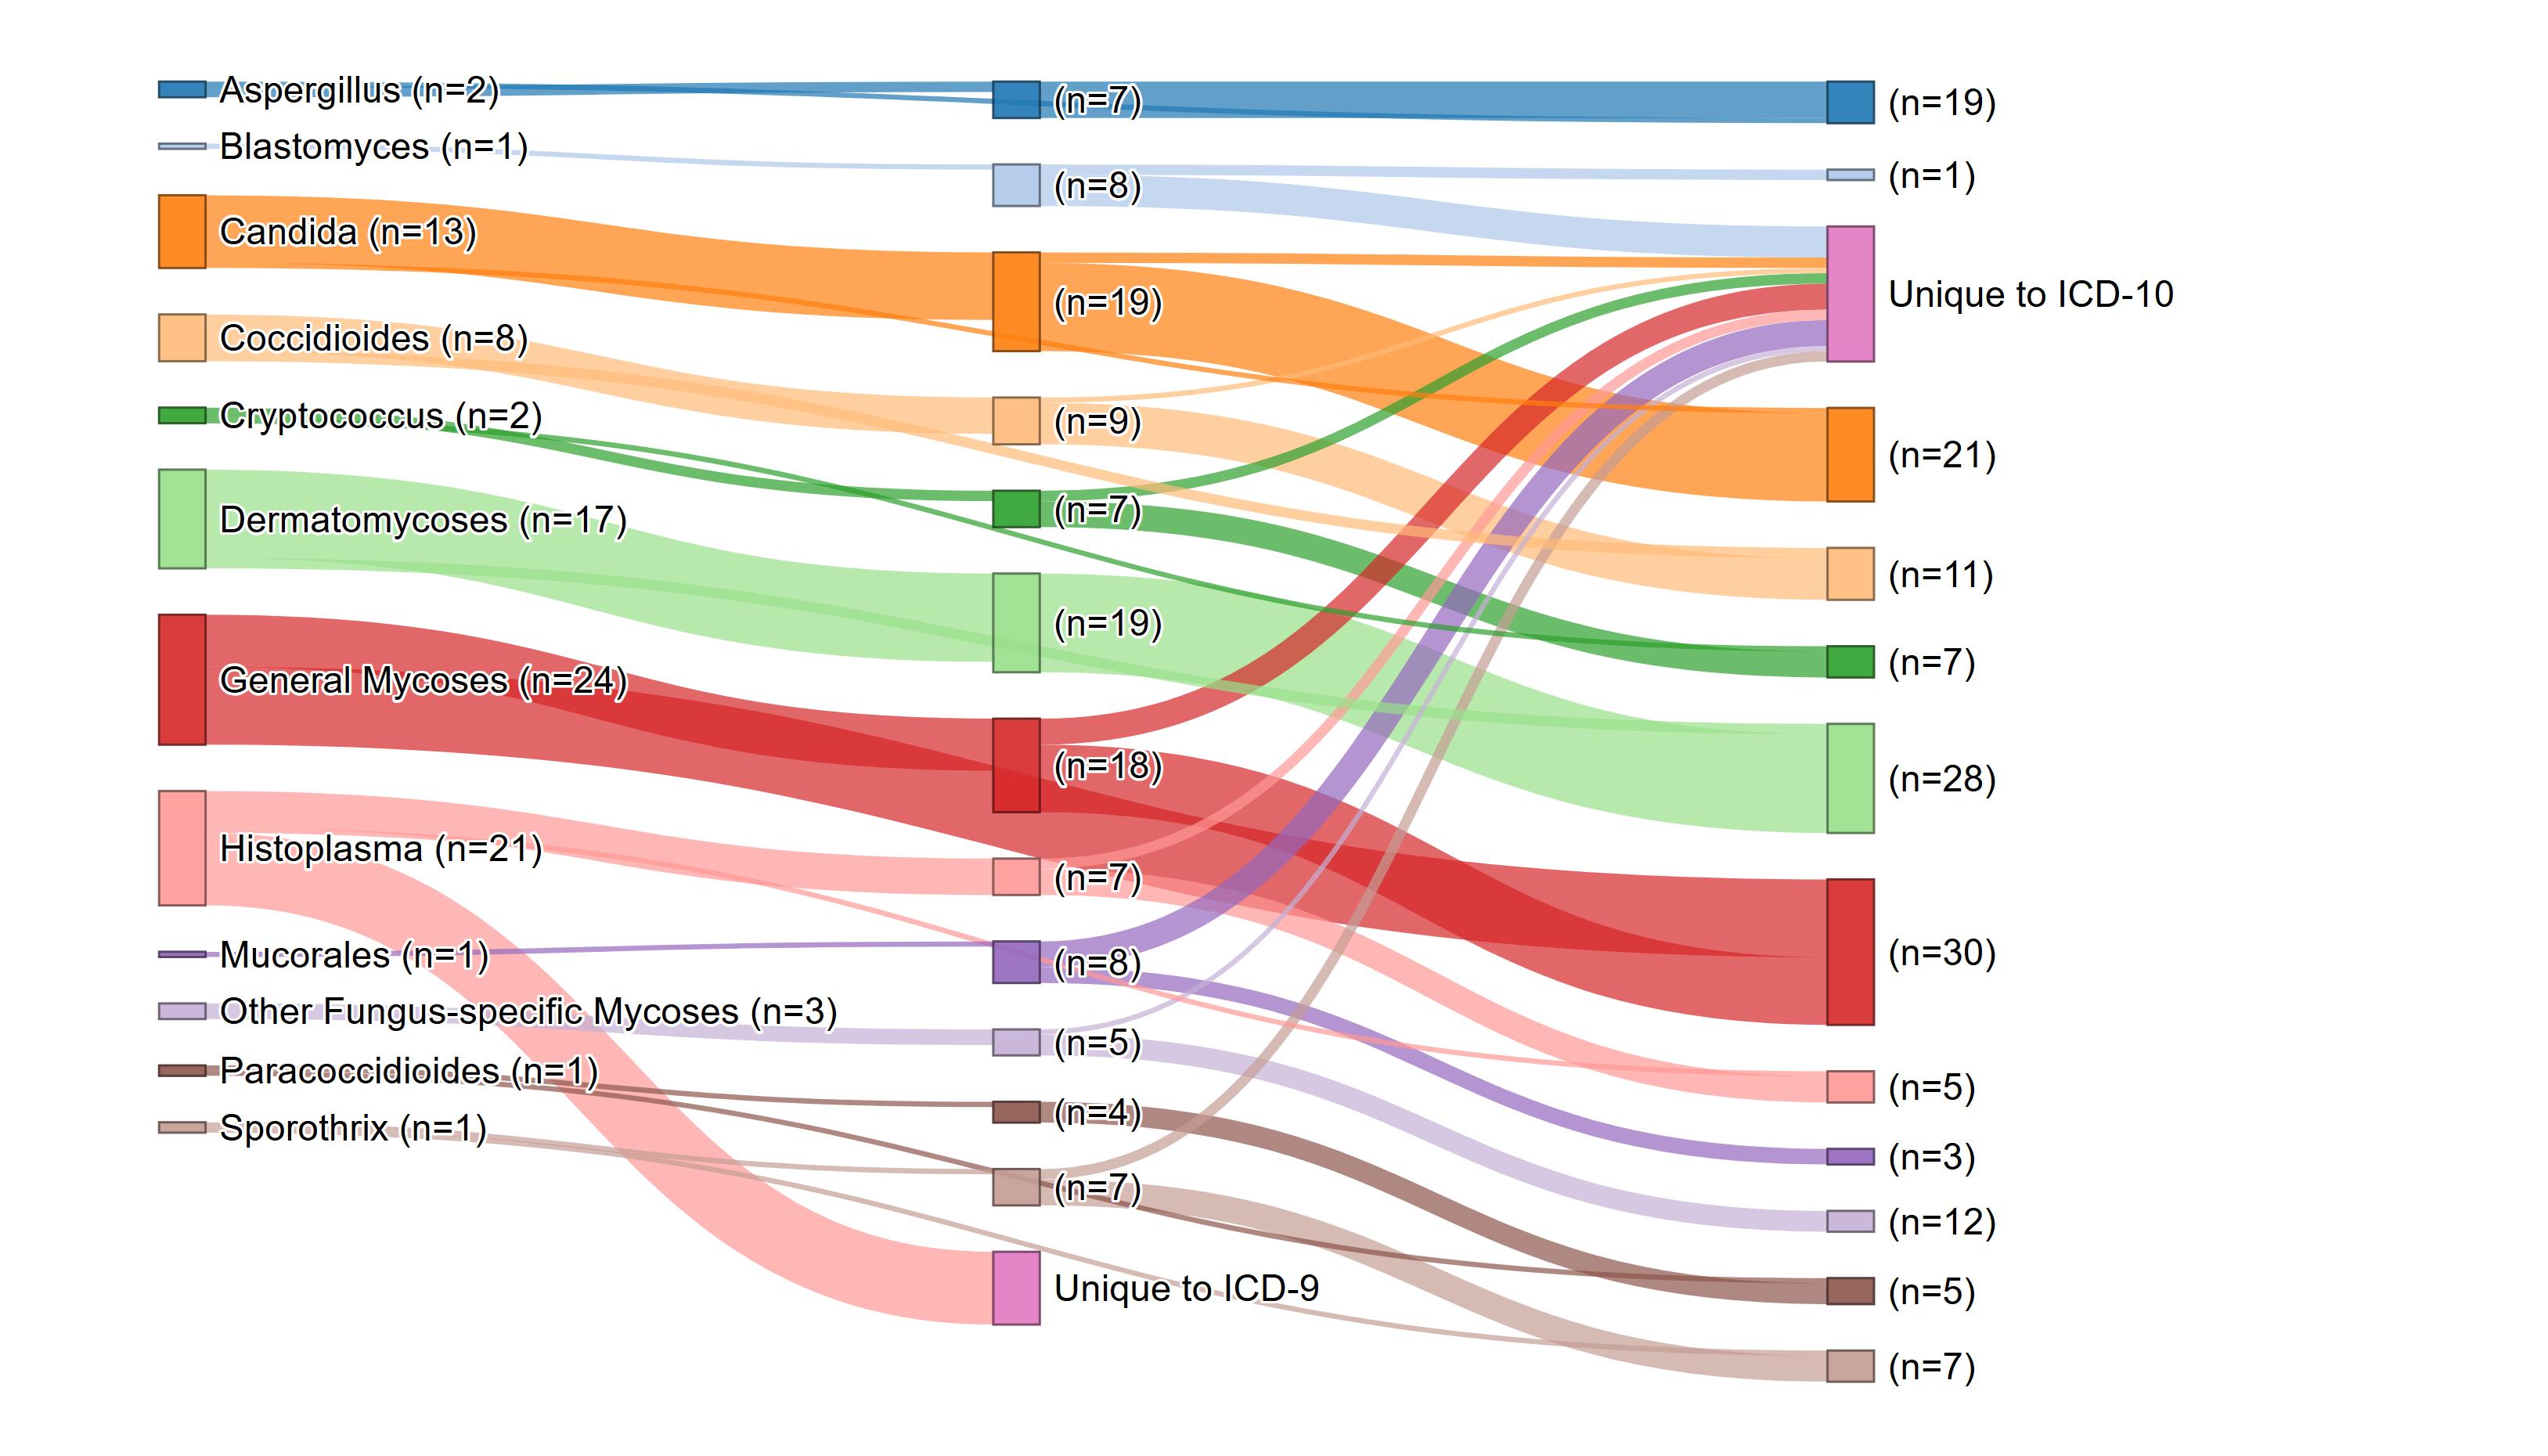 Aspergillus (n=2)
Blastomyces (n=1)
Candida (n=13)
Coccidioides (n=8)
Cryptococcus (n=2)
Dermatomycoses (n=17)
General Mycoses (n=24)
Histoplasma (n=21)
Mucorales (n=1)
Other Fungus-specific Mycoses (n=3)
Paracoccidioides (n=1)
Sporothrix (n=1)
(n=7)
(n=8)
(n=19)
(n=9)
(n=7)
(n=19)
(n=18)
(n=7)
(n=8)
(n=5)
(n=4)
(n=7)
Unique to ICD-9
(n=19)
(n=1)
Unique to ICD-10
(n=21)
(n=11)
(n=7)
(n=28)
(n=30)
(n=5)
(n=3)
(n=12)
(n=5)
(n=7)